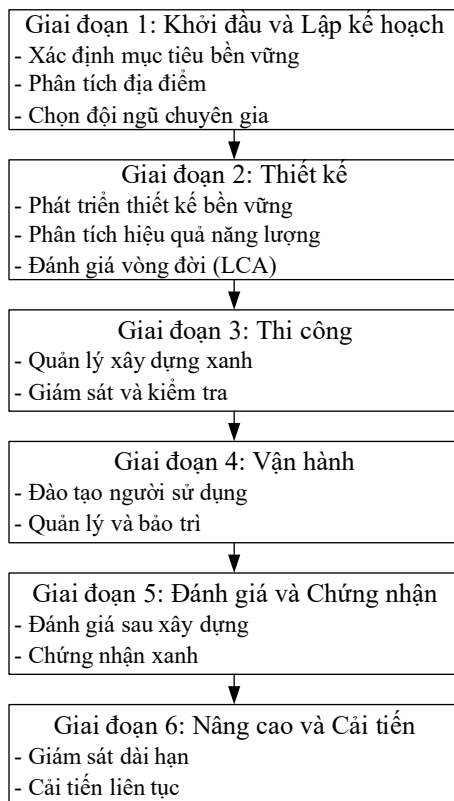 Giai đoạn 1: Khởi đầu và Lập kế hoạch
- Xác định mục tiêu bền vững
- Phân tích địa điểm
- Chọn đội ngũ chuyên gia
Giai đoạn 2: Thiết kế
- Phát triển thiết kế bền vững
- Phân tích hiệu quả năng lượng
- Đánh giá vòng đời (LCA)
Giai đoạn 3: Thi công
- Quản lý xây dựng xanh
- Giám sát và kiểm tra
Giai đoạn 4: Vận hành
- Đào tạo người sử dụng
- Quản lý và bảo trì
Giai đoạn 5: Đánh giá và Chứng nhận
- Đánh giá sau xây dựng
- Chứng nhận xanh
Giai đoạn 6: Nâng cao và Cải tiến
- Giám sát dài hạn
- Cải tiến liên tục